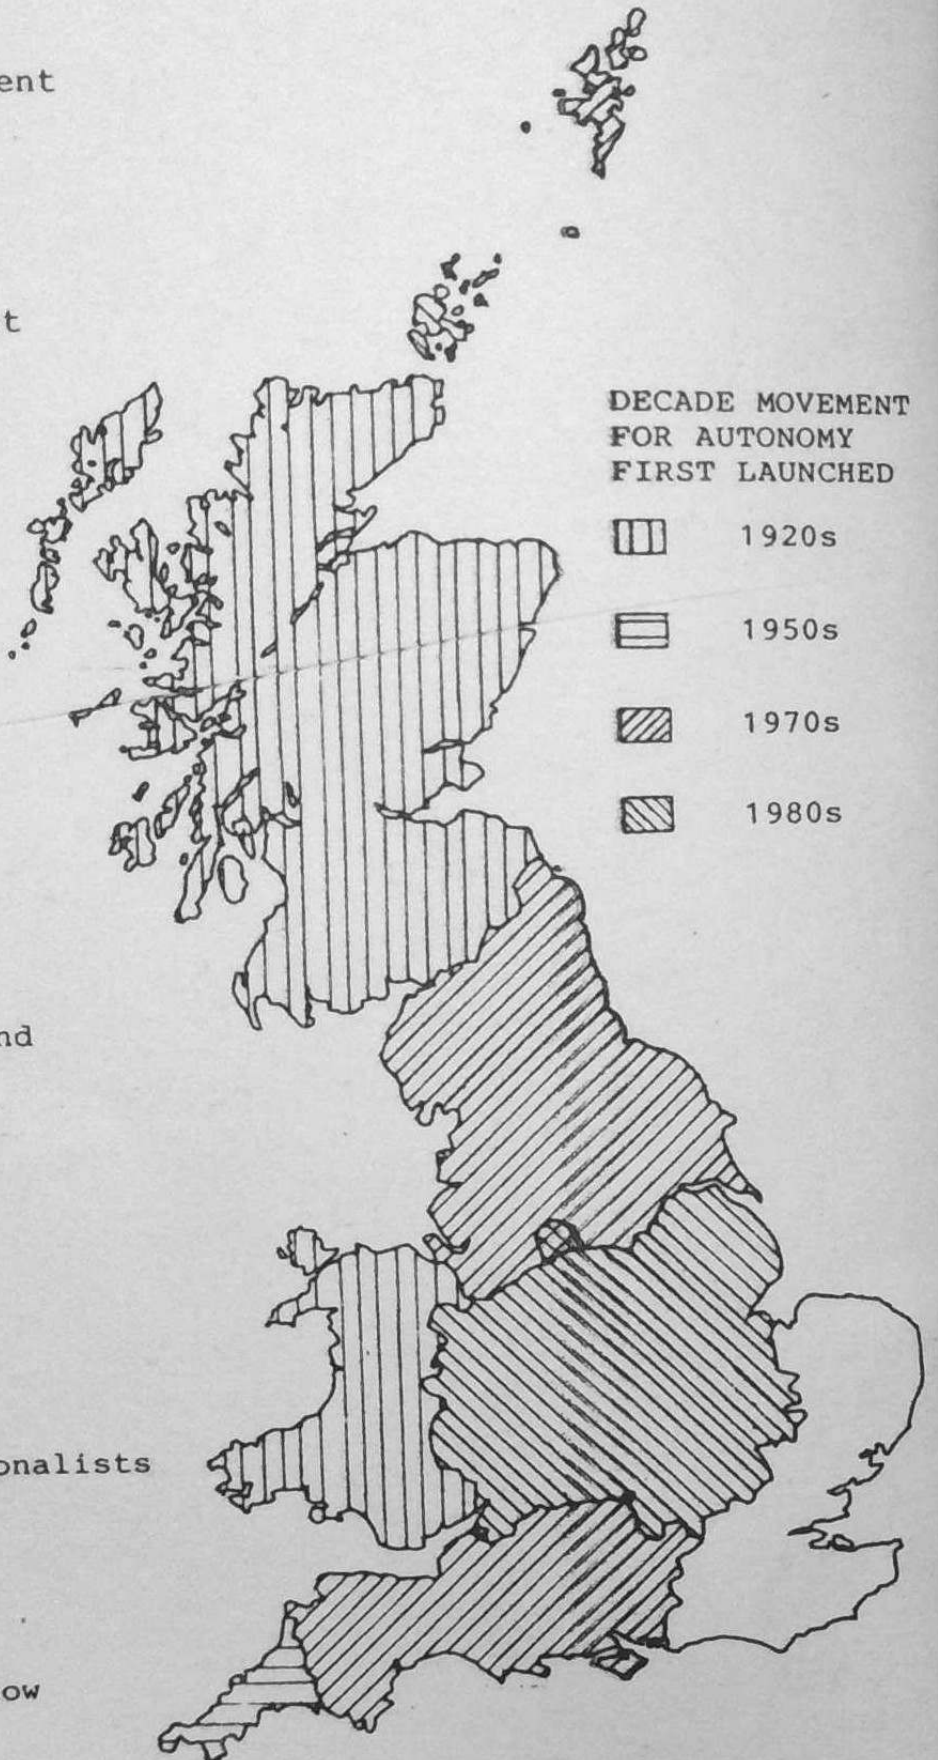 ent
t
DECADE MOVEMENT
FOR AUTONOMY
FIRST LAUNCHED
1920s
1950s
1970s
1980s
nd
onalists
ow